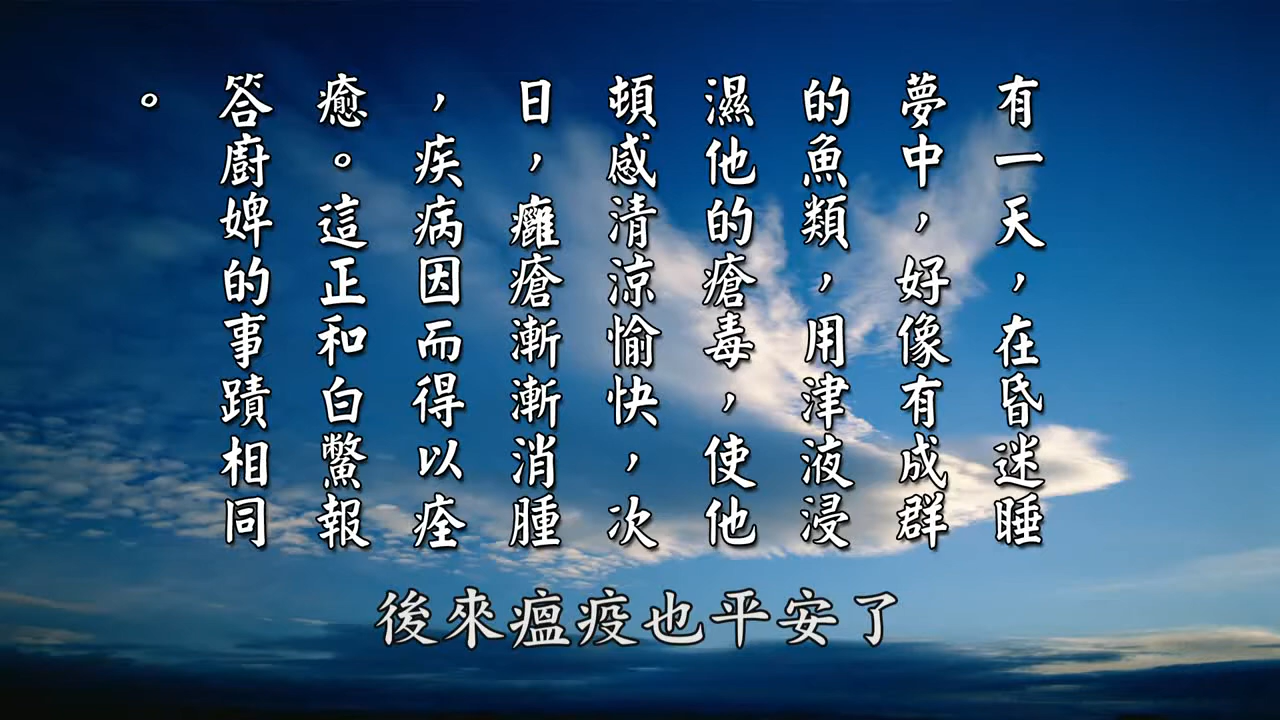 有一天，在昏迷睡
夢中，好像有成群
的魚類，用津液浸
濕他的瘡毒，使他
頓感清涼愉快，次
日，癰瘡漸漸消腫
，疾病因而得以痊
癒。這正和白鱉報
答廚婢的事蹟相同
。
後來瘟疫也平安了